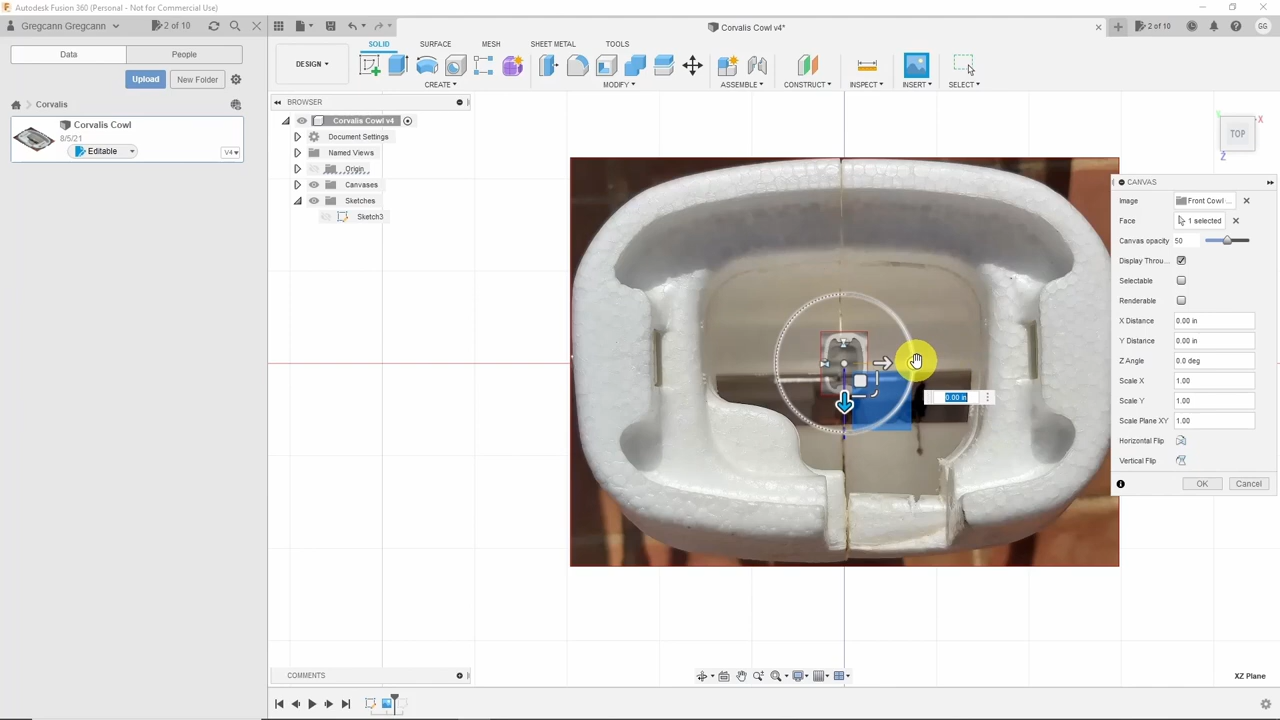 Autodesk Fusion 360 (Personal - Not for Commercial Use)
Gregcann Gregcann
2 of 10
Corvalis Cowl v4*
2 of 10
GG
Data
People
Upload
New Folder
Corvalis
Corvalis Cowl
8/5/21
Editable
V4
DESIGN
SOLID
SURFACE
MESH
SHEET METAL
TOOLS
CREATE
MODIFY
ASSEMBLE
CONSTRUCT
INSPECT
INSERT
SELECT
BROWSER
Corvalis Cowl v4
Document Settings
Named Views
Origin
Canvases
Sketches
Sketch3
X
TOP
Z
CANVAS
Image
Front Cowl ...
Face
1 selected
Canvas opacity
50
Display Throu...
Selectable
Renderable
X Distance
0.00 in
Y Distance
0.00 in
Z Angle
0.0 deg
Scale X
1.00
Scale Y
1.00
Scale Plane XY
1.00
Horizontal Flip
Vertical Flip
OK
Cancel
0.00 in
COMMENTS
XZ Plane